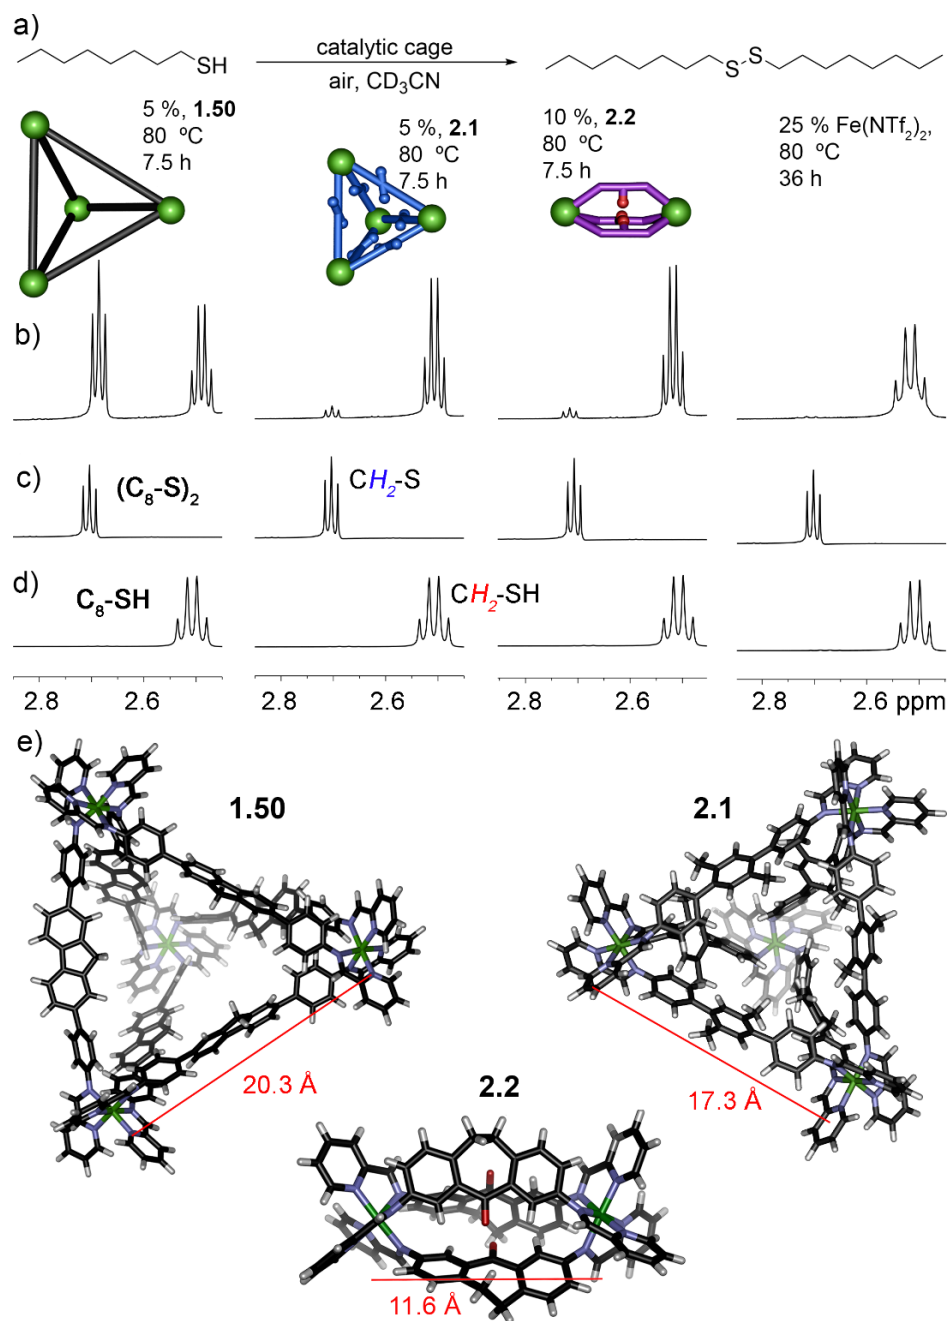 a)
SH
catalytic cage
air, CD3CN
S
S
5 %, 1.50
80 ºC
7.5 h
5 %, 2.1
80 ºC
7.5 h
10 %, 2.2
80 ºC
7.5 h
25 % Fe(NTf2)2,
80 ºC
36 h
b)
c)
(C8-S)2
CH2-S
d)
C8-SH
CH2-SH
2.8 2.6 2.8 2.6 2.8 2.6 2.8 2.6 ppm
e)
1.50
2.1
20.3 Å
17.3 Å
2.2
11.6 Å